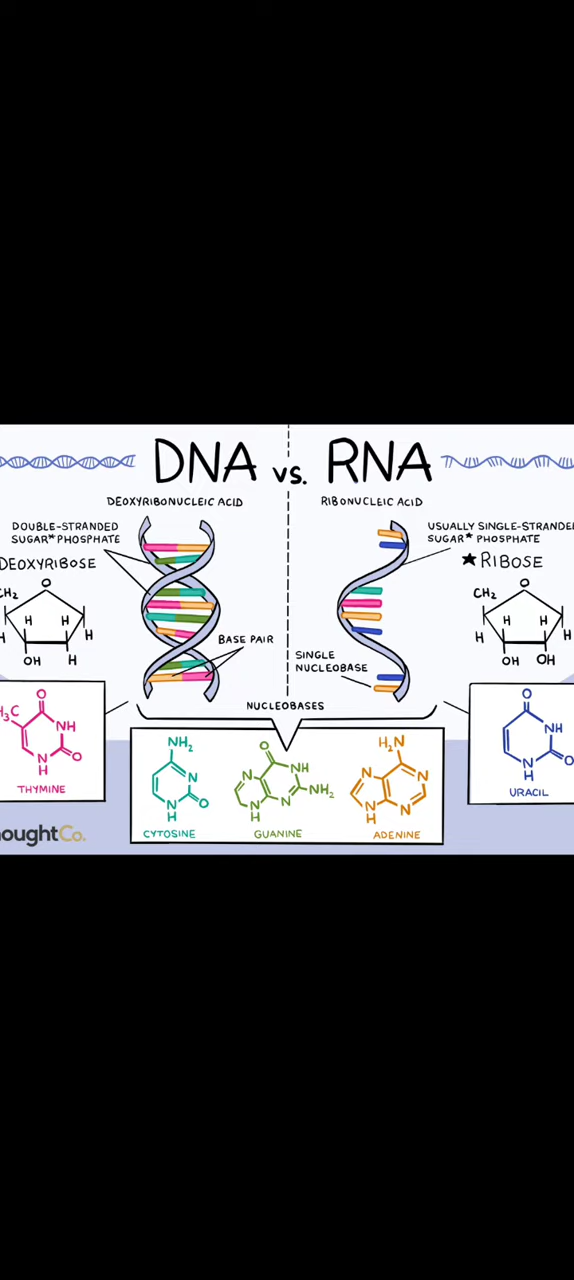 DNA vs. RNA
DEOXYRIBONUCLEIC ACID
RIBONUCLEIC ACID
DOUBLE-STRANDED
SUGAR*PHOSPHATE
DEOXYRIBOSE
USUALLY SINGLE-STRANDED
SUGAR* PHOSPHATE
★RIBOSE
CH₂
O
H
H
H
H
OH
H
BASE PAIR
SINGLE
NUCLEOBASE
CH₂
O
H
H
H
H
OH
OH
NUCLEOBASES
H₃C
O
NH
O
N
H
THYMINE
NH₂
N
O
N
H
CYTOSINE
O
N
NH
N
H
N
NH₂
GUANINE
H₂N
N
N
N
H
N
ADENINE
O
NH
O
N
H
URACIL
houghtCo.